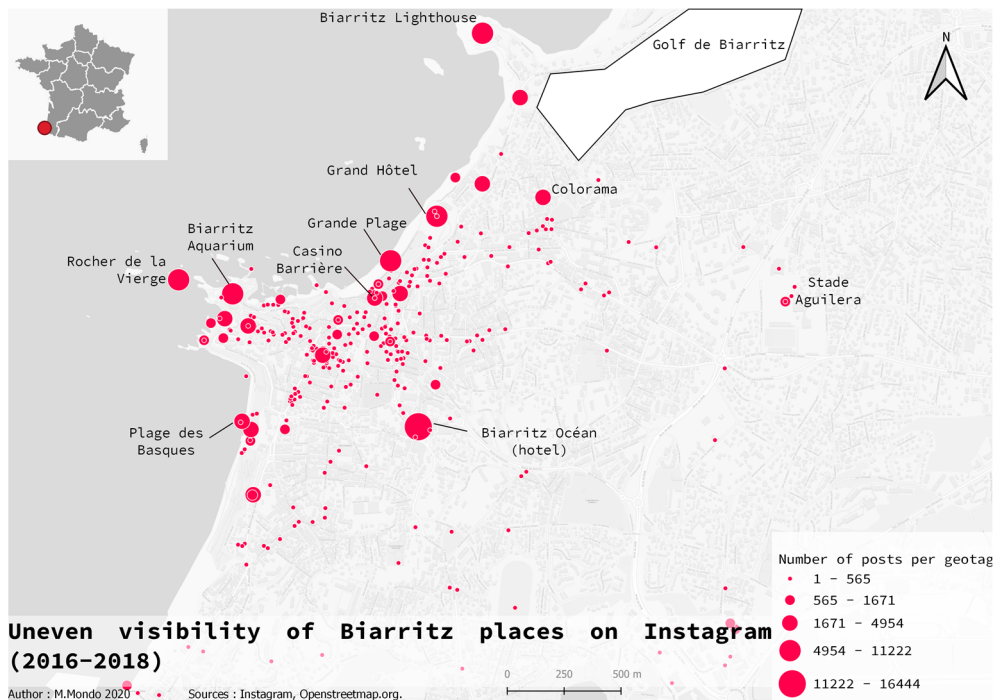 Biarritz Lighthouse
Golf de Biarritz
N
Grand Hôtel
Colorama
Grande Plage
Biarritz
Aquarium
Casino
Barrière
Rocher de la
Vierge
Stade
Aguilera
Plage des
Basques
Biarritz Océan
(hotel)
Number of posts per geotag
1 - 565
565 - 1671
1671 - 4954
4954 - 11222
11222 - 16444
Uneven visibility of Biarritz places on Instagram
(2016-2018)
0 250 500 m
Author : M.Mondo 2020 Sources : Instagram, Openstreetmap.org.